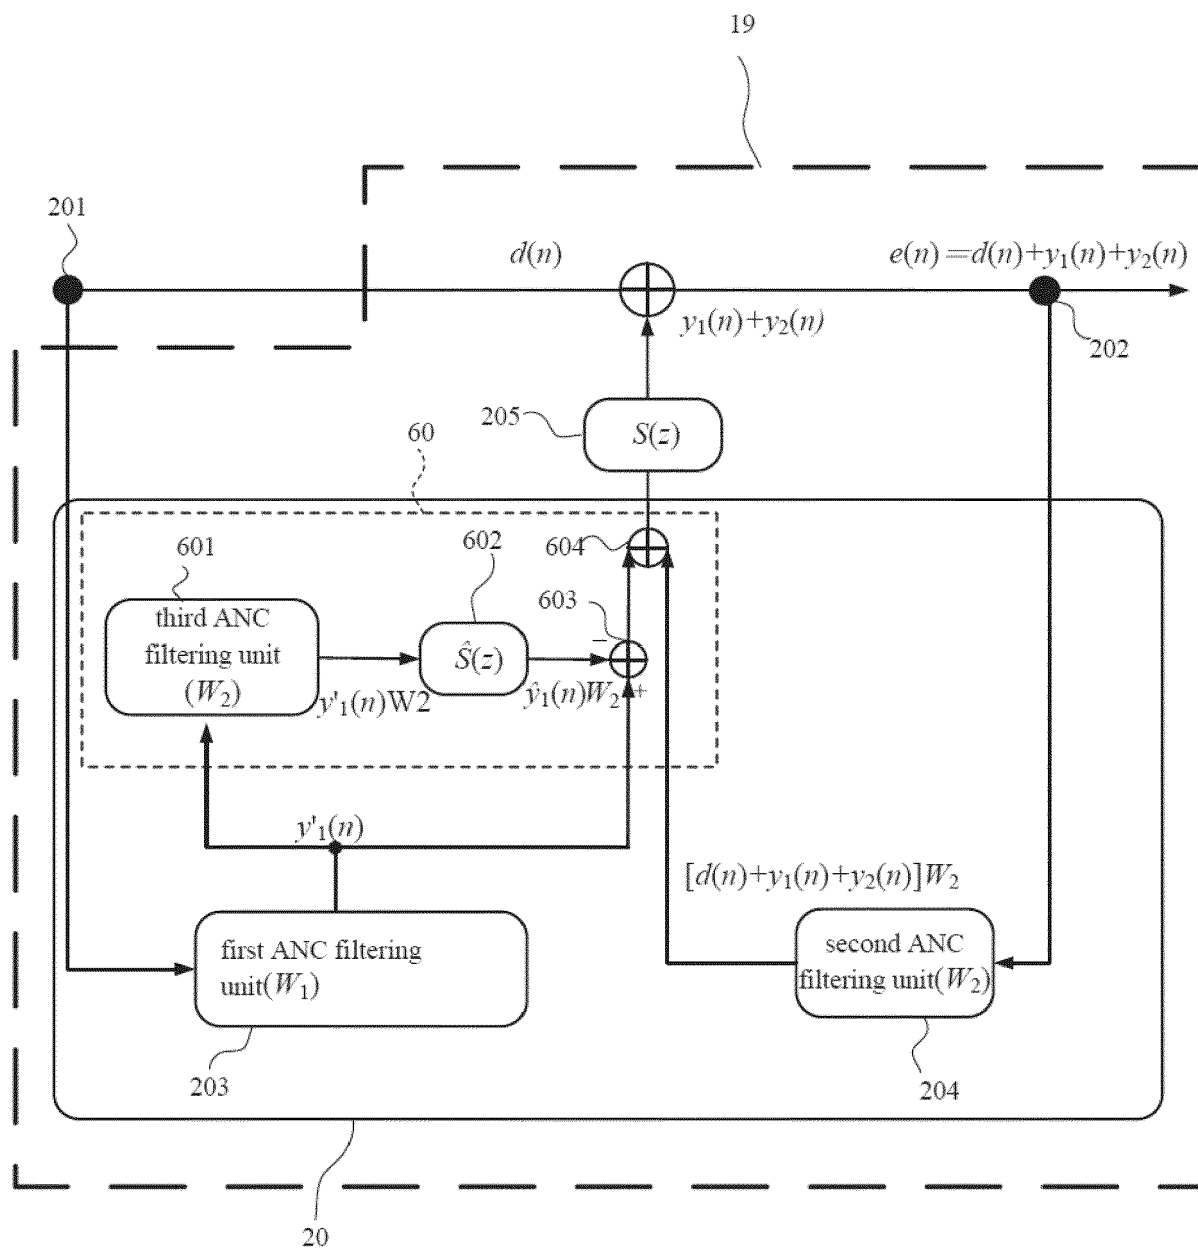 19
201
d(n)
e(n) =d(n)+y₁(n)+y₂(n)
y₁(n)+y₂(n)
202
205
S(z)
60
601
602
604
third ANC
filtering unit
(W₂)
603
−
Ŝ(z)
y'₁(n)W2
ŷ₁(n)W₂
+
y'₁(n)
[d(n)+y₁(n)+y₂(n)]W₂
first ANC filtering
unit(W₁)
second ANC
filtering unit(W₂)
203
204
20